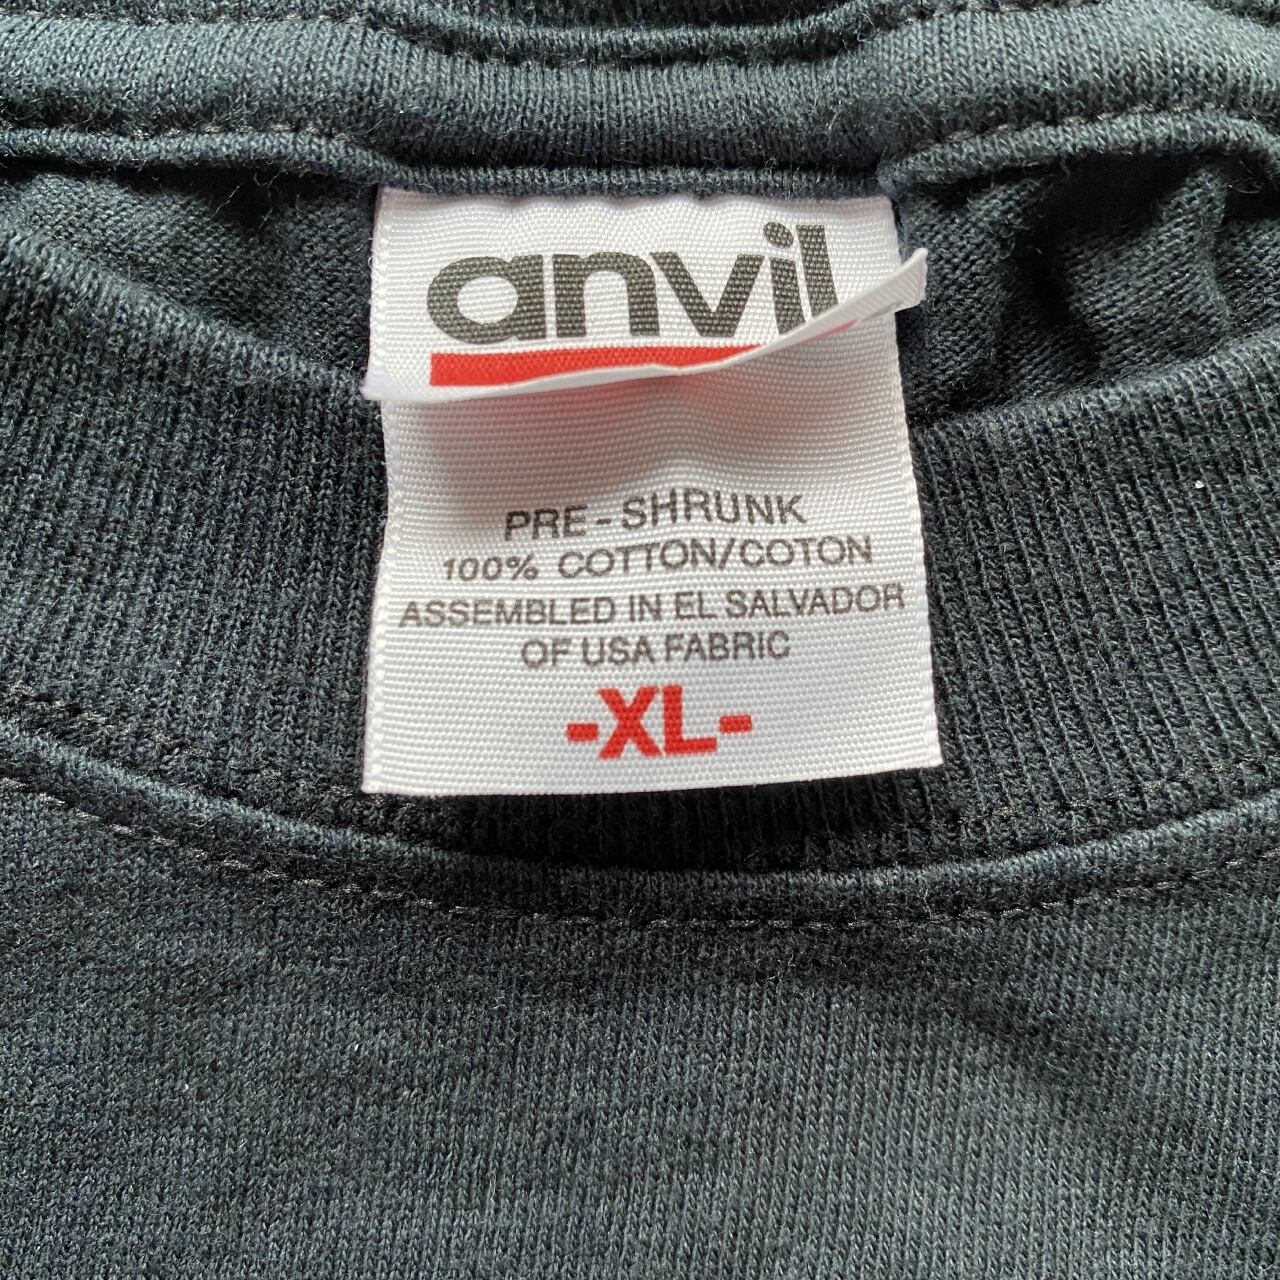 anvil
PRE-SHRUNK
100% COTTON/COTON
ASSEMBLED IN EL SALVADOR
OF USA FABRIC
-XL-